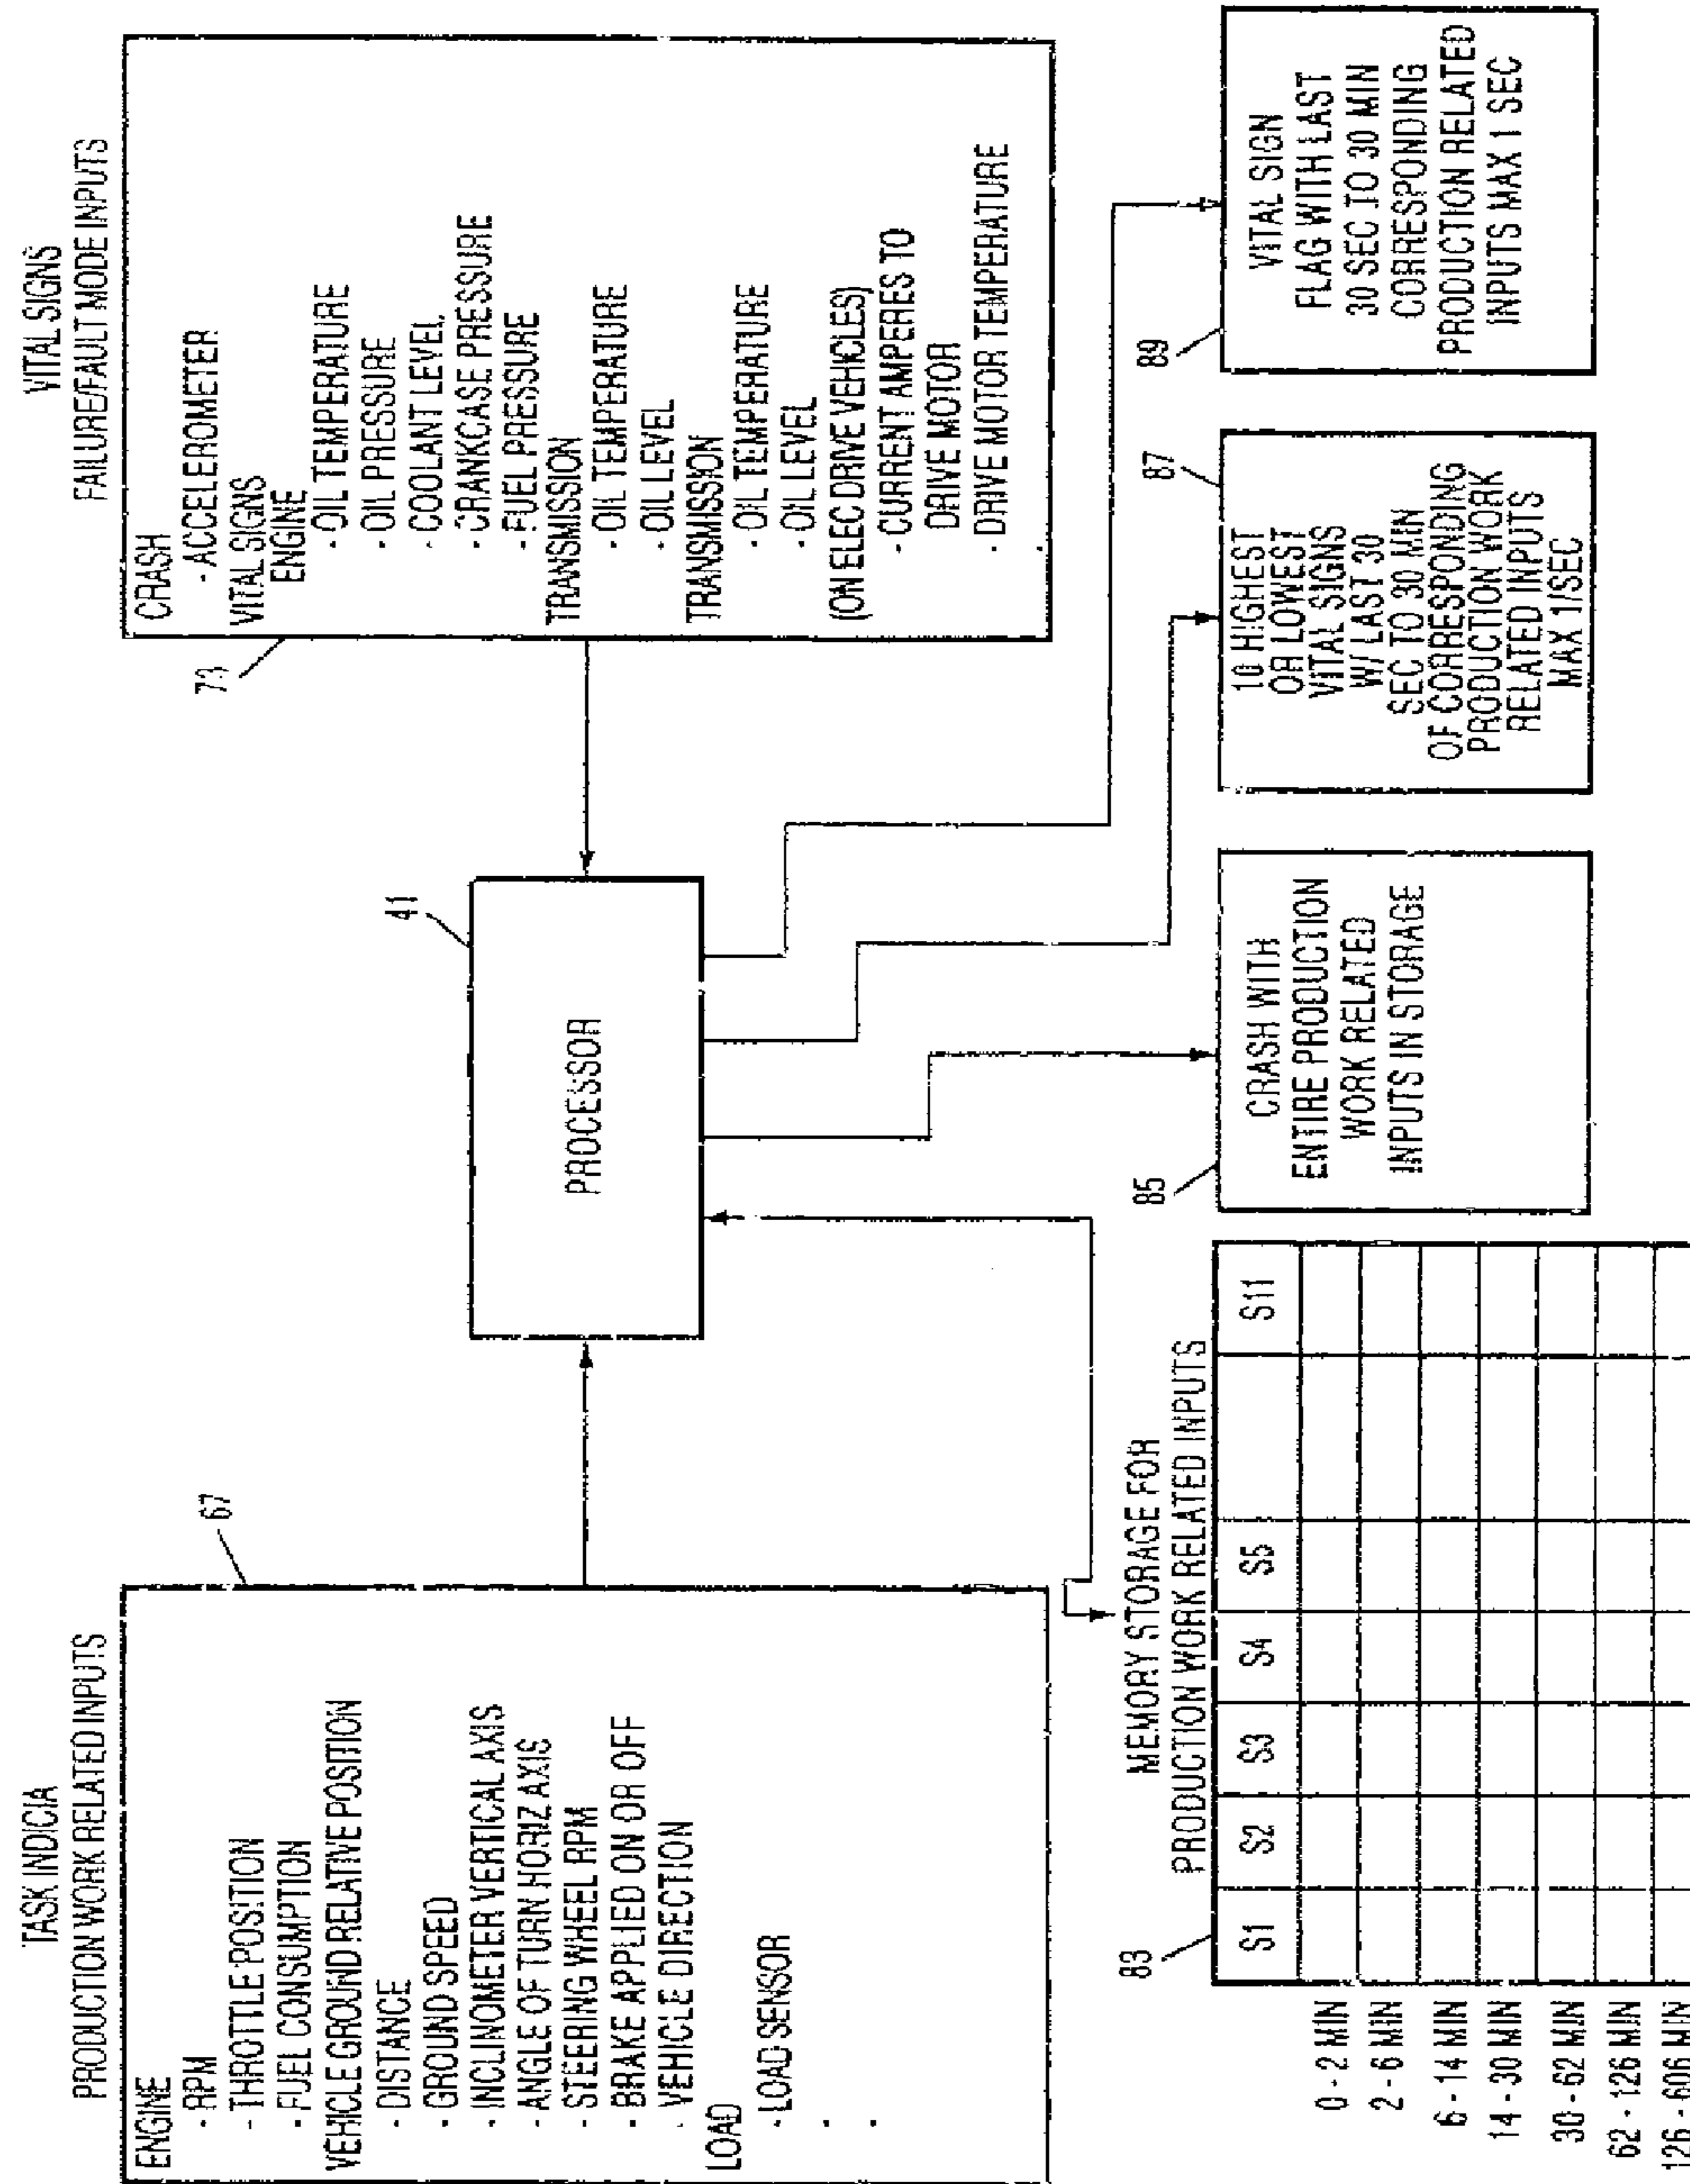 TASK INDICIA
PRODUCTION WORK RELATED INPUTS
67
ENGINE
- RPM
- THROTTLE POSITION
- FUEL CONSUMPTION
VEHICLE GROUND RELATIVE POSITION
- DISTANCE
- GROUND SPEED
- INCLINOMETER VERTICAL AXIS
- ANGLE OF TURN HORIZ AXIS
- STEERING WHEEL RPM
- BRAKE APPLIED ON OR OFF
- VEHICLE DIRECTION
LOAD
- LOAD SENSOR
41
PROCESSOR
VITAL SIGNS
FAILURE/FAULT MODE INPUTS
73
CRASH
- ACCELEROMETER
VITAL SIGNS
ENGINE
- OIL TEMPERATURE
- OIL PRESSURE
- COOLANT LEVEL
- CRANKCASE PRESSURE
- FUEL PRESSURE
TRANSMISSION
- OIL TEMPERATURE
- OIL LEVEL
TRANSMISSION
- OIL TEMPERATURE
- OIL LEVEL
(ON ELEC DRIVE VEHICLES)
- CURRENT AMPERES TO
DRIVE MOTOR
- DRIVE MOTOR TEMPERATURE
MEMORY STORAGE FOR
PRODUCTION WORK RELATED INPUTS
83
S1 S2 S3 S4 S5 S11
0 - 2 MIN
2 - 6 MIN
6 - 14 MIN
14 - 30 MIN
30 - 62 MIN
62 - 126 MIN
126 - 606 MIN
85
CRASH WITH
ENTIRE PRODUCTION
WORK RELATED
INPUTS IN STORAGE
87
10 HIGHEST
OR LOWEST
VITAL SIGNS
W/ LAST 30
SEC TO 30 MN
OF CORRESPONDING
PRODUCTION WORK
RELATED INPUTS
MAX 1/SEC
89
VITAL SIGN
FLAG WITH LAST
30 SEC TO 30 MIN
CORRESPONDING
PRODUCTION RELATED
INPUTS MAX 1 SEC